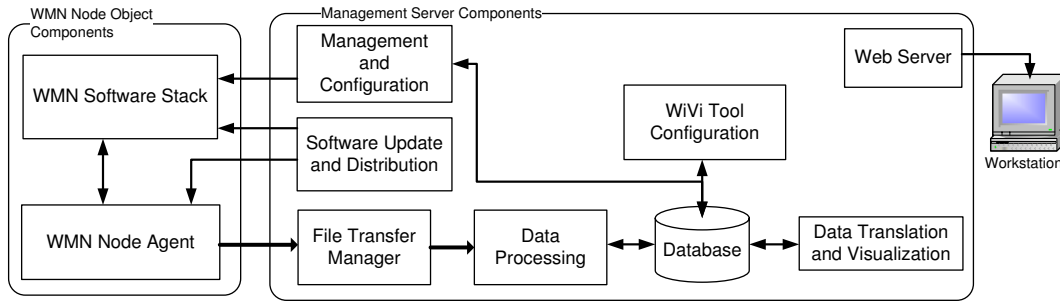 WMN Node Object
Components
Management Server Components
Management
and
Configuration
Web Server
WMN Software Stack
WiVi Tool
Configuration
Software Update
and Distribution
Workstation
WMN Node Agent
File Transfer
Manager
Data
Processing
Database
Data Translation
and Visualization